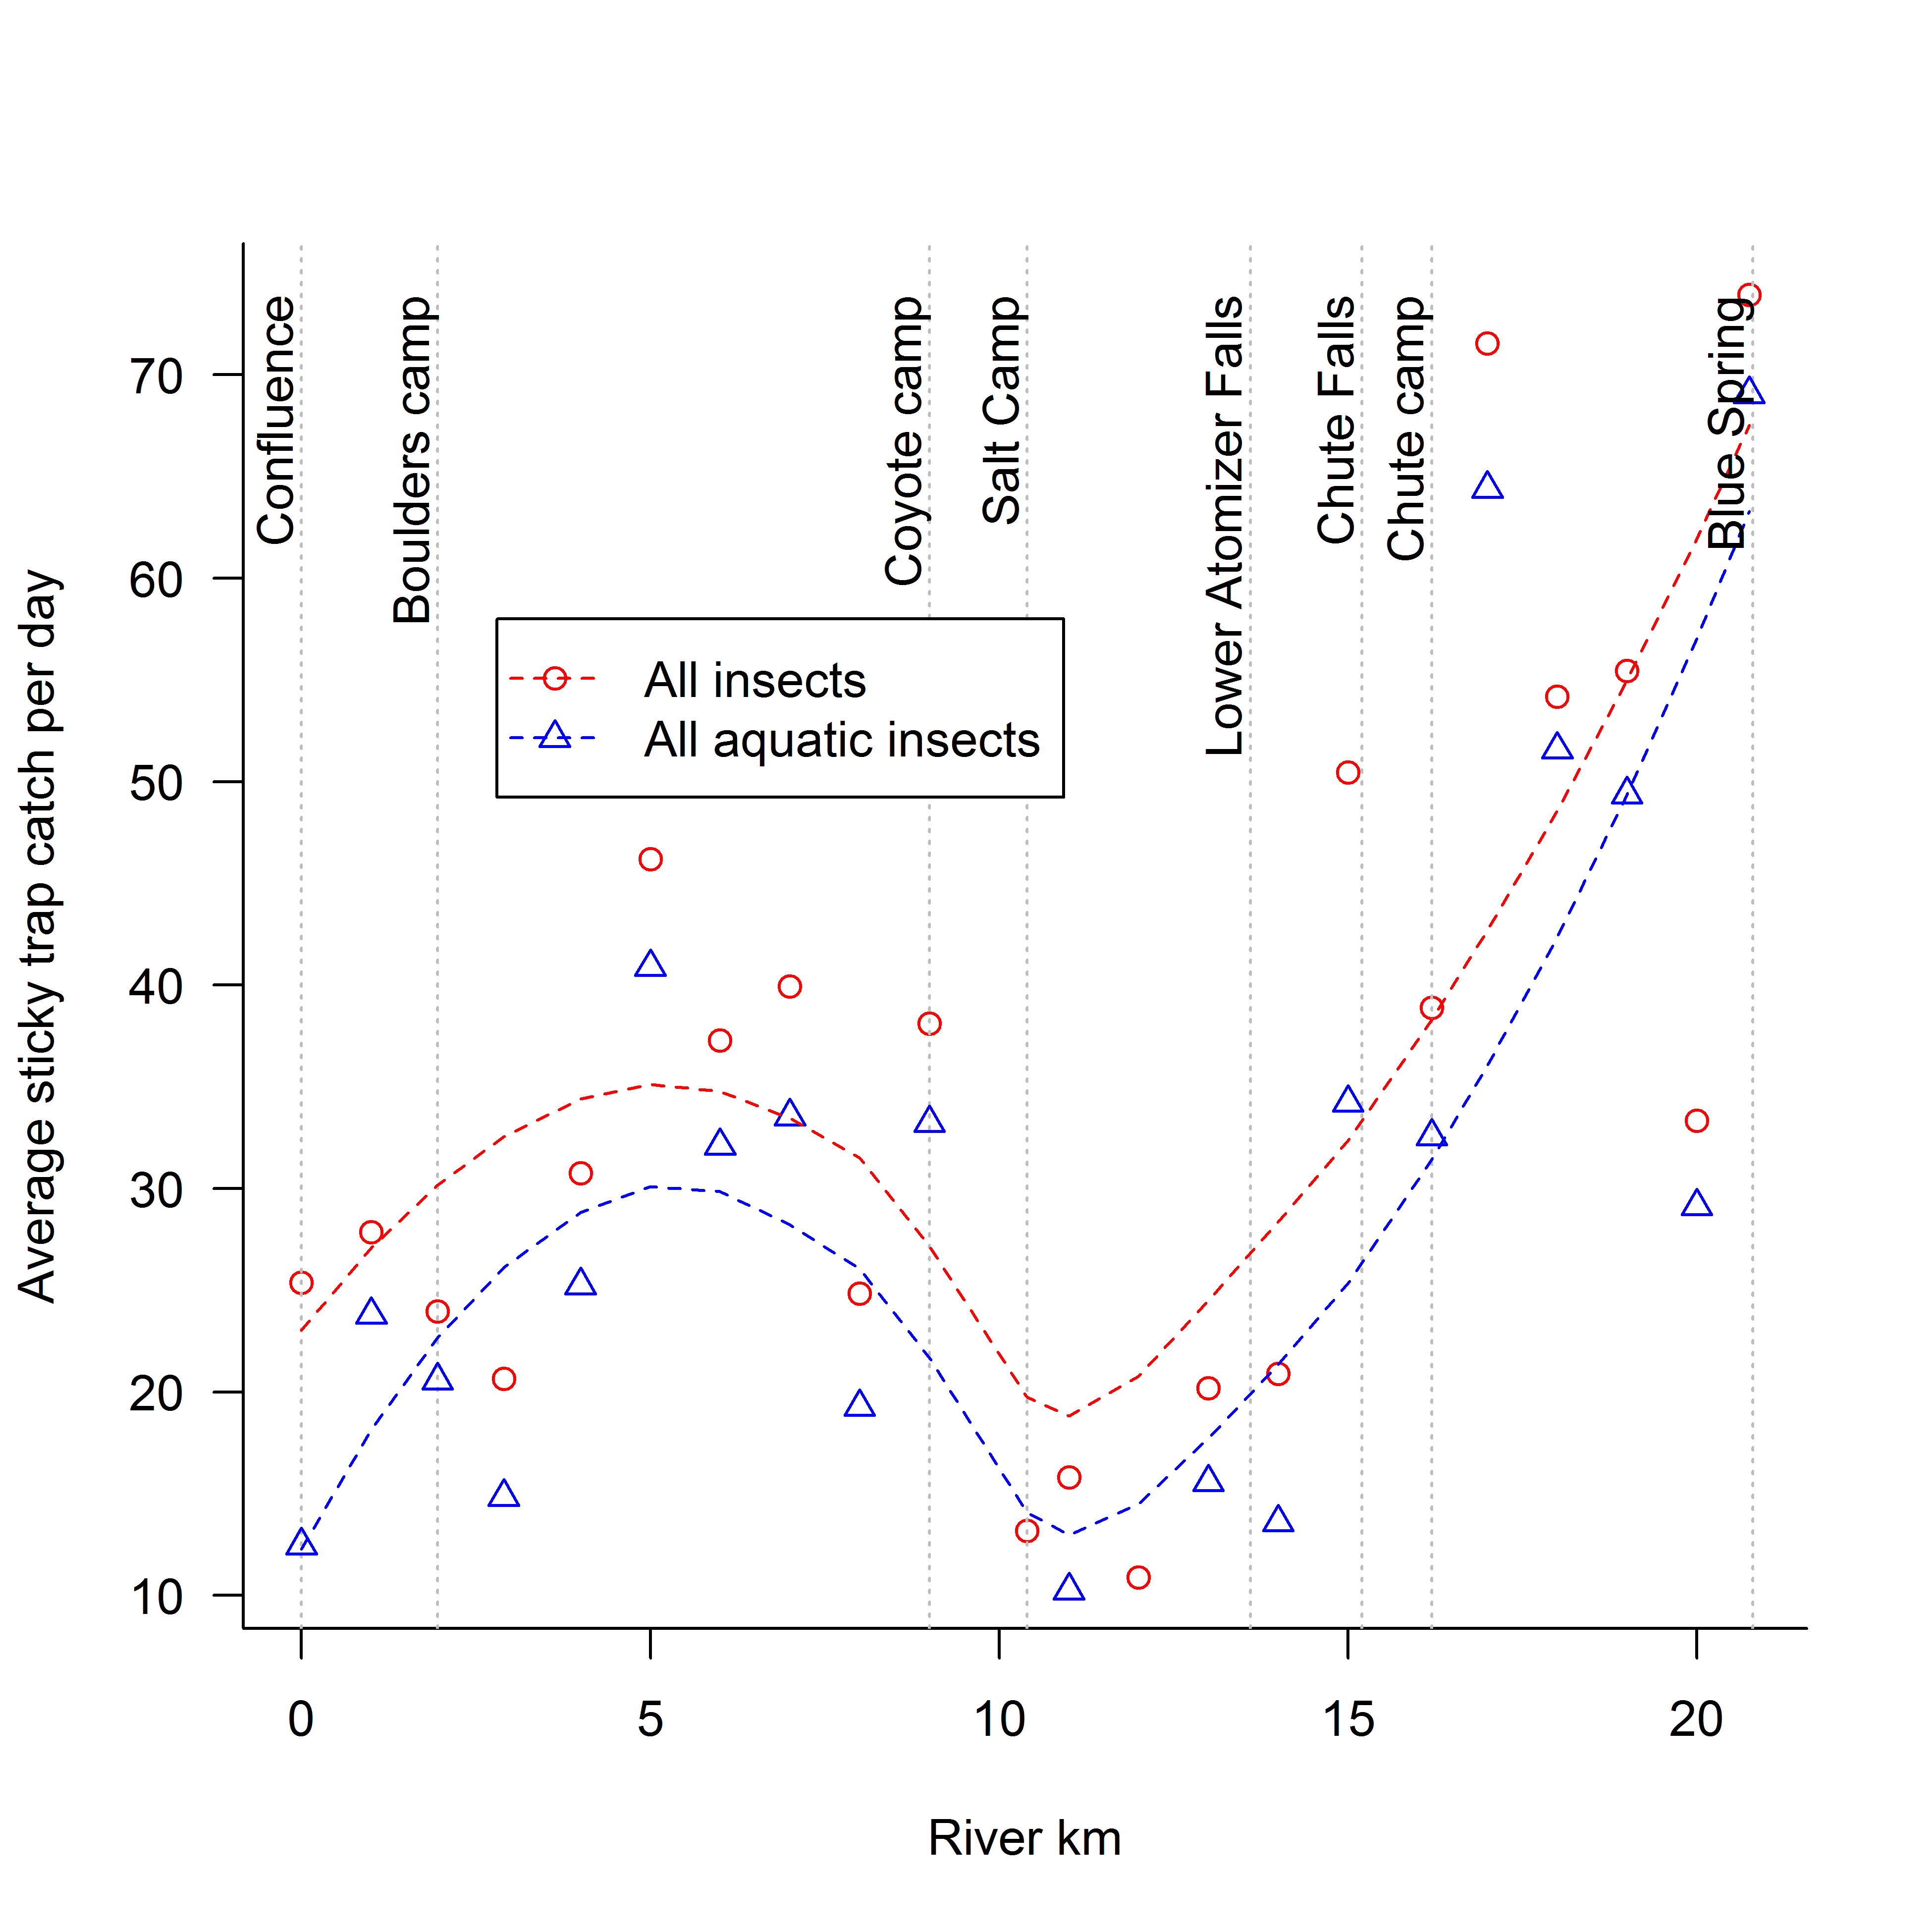 Confluence
Boulders camp
Coyote camp
Salt Camp
Lower Atomizer Falls
Chute Falls
Chute camp
Blue Spring
All insects
All aquatic insects
Average sticky trap catch per day
70
60
50
40
30
20
10
0 5 10 15 20
River km